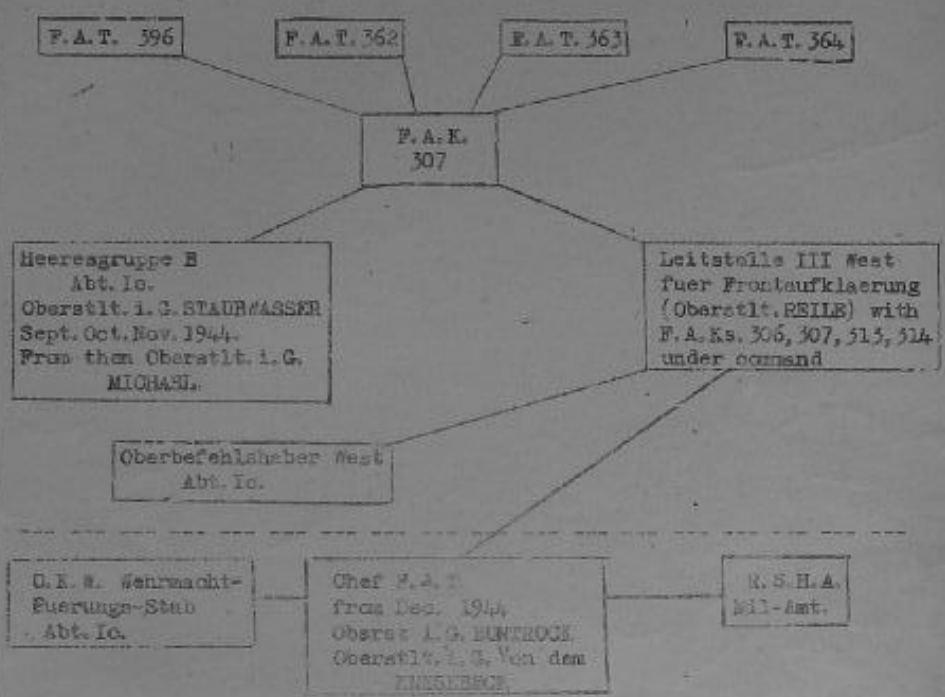 F.A.T. 396
F.A.T. 362
F.A.T. 363
F.A.T. 364
F.A.K.
307
Heeresgruppe B
Abt. Ic.
Oberstlt. i. G. STAUBWASSER
Sept. Oct. Nov. 1944.
From then Oberstlt. i. G.
MICHAEL.
Leitstelle III West
fuer Frontaufklaerung
(Oberstlt. REILE) with
F.A.Ks. 306, 307, 313, 314
under command
Oberbefehlshaber West
Abt. Ic.
O.K.W. Wehrmacht-
Fuerungs-Stab
Abt. Ic.
Chef F.A.
from Dec. 1944
Oberst i. G. BUNTROCK
Oberstlt. i. G. Von dem
KNESEBECK
R.S.H.A.
Mil-Amt.